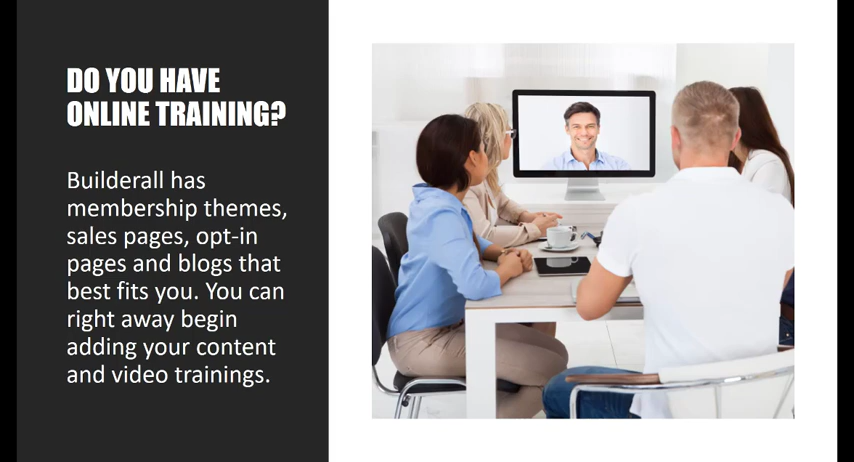 DO YOU HAVE
ONLINE TRAINING?
Builderall has
membership themes,
sales pages, opt-in
pages and blogs that
best fits you. You can
right away begin
adding your content
and video trainings.